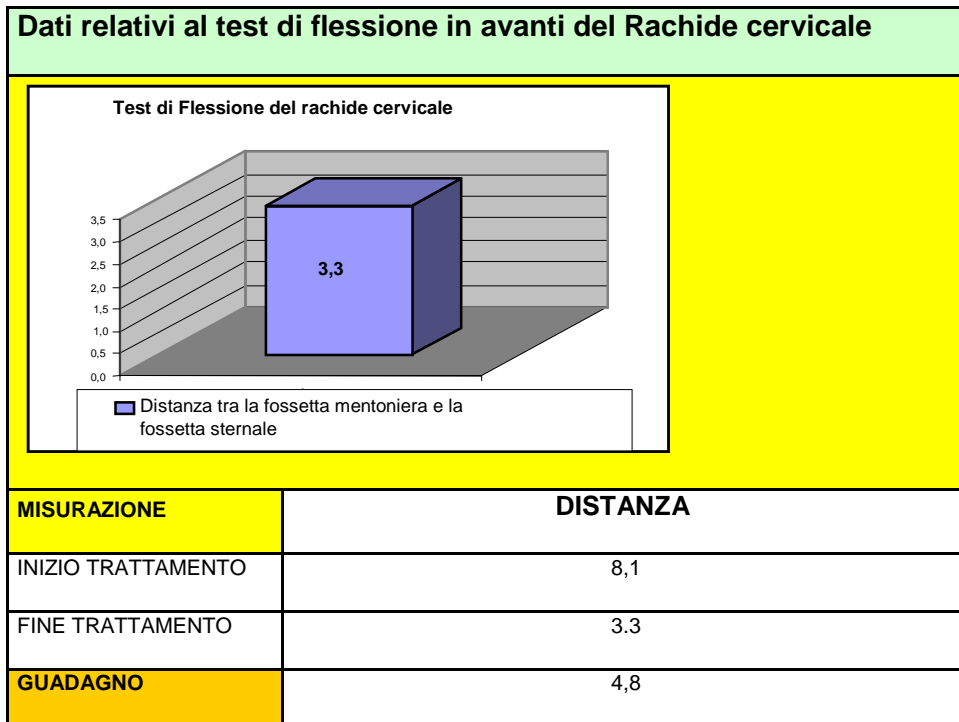 Dati relativi al test di flessione in avanti del Rachide cervicale
Test di Flessione del rachide cervicale
3,5
3,0
2,5
2,0
1,5
1,0
0,5
0,0
3,3
Distanza tra la fossetta mentoniera e la
fossetta sternale
MISURAZIONE DISTANZA
INIZIO TRATTAMENTO 8,1
FINE TRATTAMENTO 3.3
GUADAGNO 4,8